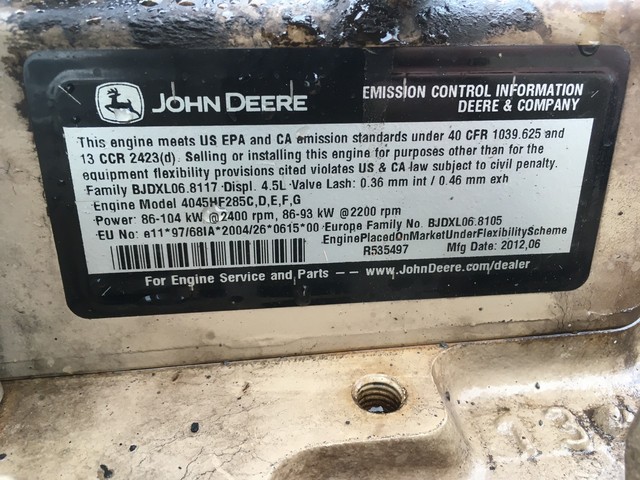 JOHN DEERE
EMISSION CONTROL INFORMATION
DEERE & COMPANY
This engine meets US EPA and CA emission standards under 40 CFR 1039.625 and
13 CCR 2423(d). Selling or installing this engine for purposes other than for the
equipment flexibility provisions cited violates US & CA law subject to civil penalty.
Family BJDXL06.8117 Displ. 4.5L Valve Lash: 0.36 mm int / 0.46 mm exh
Engine 4045HF285C,D,E,F,G
Power: 86-104 kW @2400 rpm, 86-93 kW @2200 rpm
EU No: e11*97/68IA*2004/26*0615*00 Europe Family No. BJDXL06.8105
EnginePlacedOnMarketUnderFlexibilityScheme
R535497 Mfg Date: 2012,06
For Engine Service and Parts -- www.JohnDeere.com/dealer